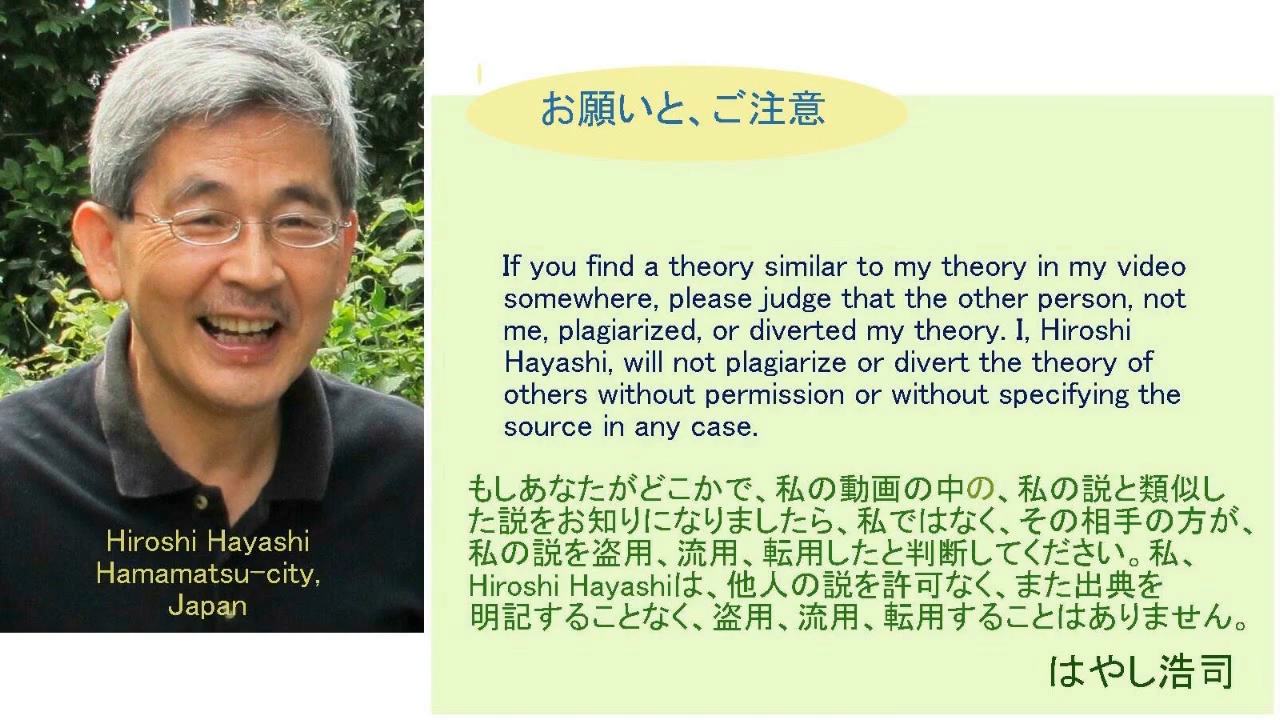 お願いと、ご注意
If you find a theory similar to my theory in my video
somewhere, please judge that the other person, not
me, plagiarized, or diverted my theory. I, Hiroshi
Hayashi, will not plagiarize or divert the theory of
others without permission or without specifying the
source in any case.
もしあなたがどこかで、私の動画の中の、私の説と類似し
た説をお知りになりましたら、私ではなく、その相手の方が、
私の説を盗用、流用、転用したと判断してください。私、
Hiroshi Hayashiは、他人の説を許可なく、また出典を
明記することなく、盗用、流用、転用することはありません。
はやし浩司
Hiroshi Hayashi
Hamamatsu-city,
Japan